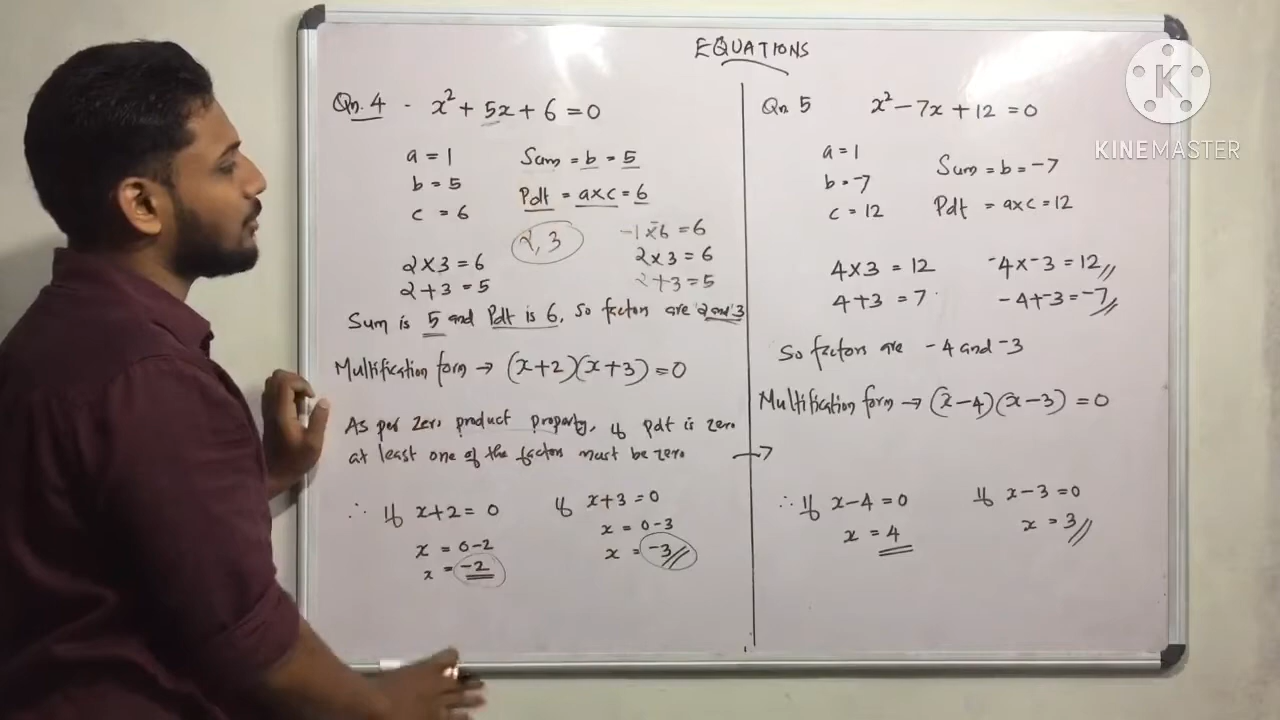 EQUATIONS
Qn. 4 - x² + 5x + 6 = 0
a = 1
b = 5
c = 6
Sum = b = 5
Pdt = a×c = 6
2, 3
-1 × -6 = 6
2 × 3 = 6
2 + 3 = 5
2 × 3 = 6
2 + 3 = 5
Sum is 5 and Pdt is 6, So factors are 2 and 3
Multification form → (x+2)(x+3) = 0
As per zero product property, if pdt is zero
at least one of the factors must be zero
∴ if x+2 = 0
x = 0-2
x = -2
if x+3 = 0
x = 0-3
x = -3
Qn 5 x² - 7x + 12 = 0
a = 1
b = -7
c = 12
Sum = b = -7
Pdt = a×c = 12
4 × 3 = 12
4 + 3 = 7
-4 × -3 = 12
-4 + -3 = -7
So factors are -4 and -3
Multification form → (x-4)(x-3) = 0
→
∴ if x-4 = 0
x = 4
if x-3 = 0
x = 3
K
KINEMASTER